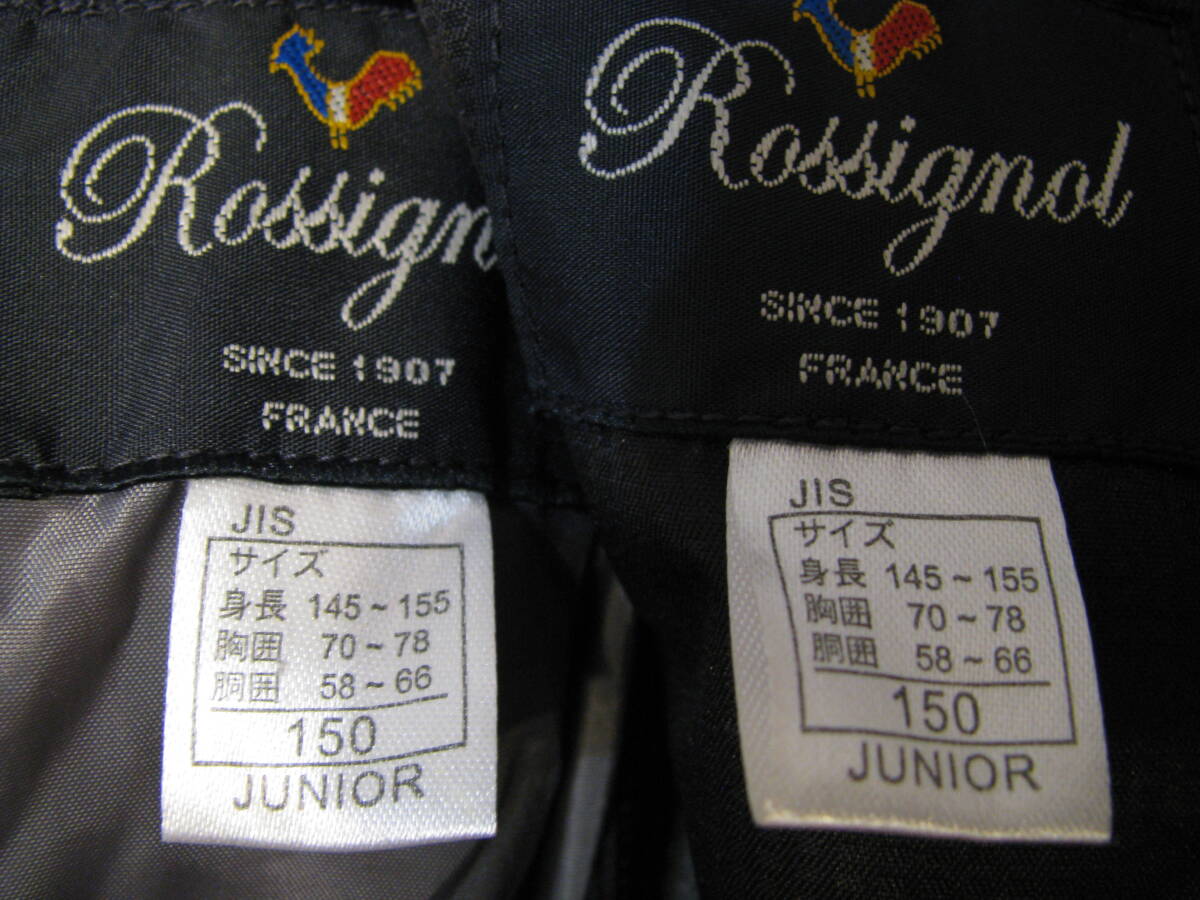 Rossign
SINCE 1907
FRANCE
JIS
サイズ
身長 145~155
胸囲 70~78
胴囲 58~66
150
JUNIOR
Rossignol
SINCE 1907
FRANCE
JIS
サイズ
身長 145~155
胸囲 70~78
胴囲 58~66
150
JUNIOR